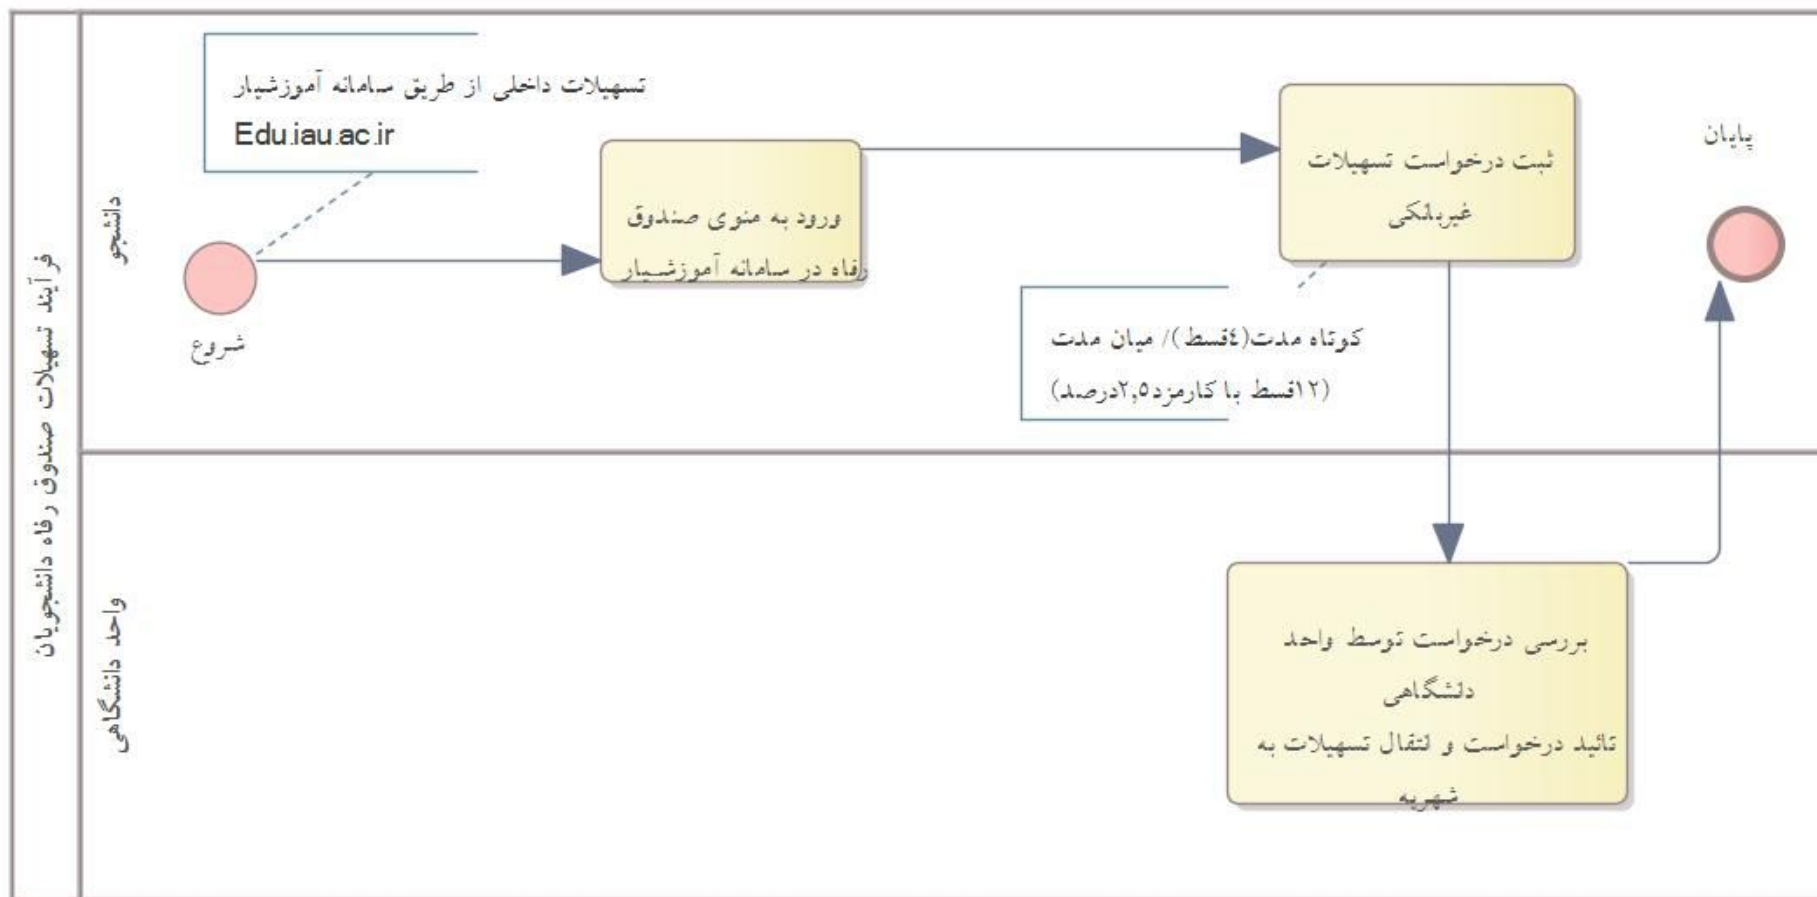 فرآیند تسهیلات صندوق رفاه دانشجویان
دانشجو
تسهیلات داخلی از طریق سامانه آموزشیار
Edu.iau.ac.ir
شروع
ورود به منوی صندوق
رفاه در سامانه آموزشیار
ثبت درخواست تسهیلات
غیربانکی
کوتاه مدت(٤قسط)/ میان مدت
(١٢قسط با کارمزد٢,٥درصد)
پایان
واحد دانشگاهی
بررسی درخواست توسط واحد
دانشگاهی
تائید درخواست و انتقال تسهیلات به
شهریه